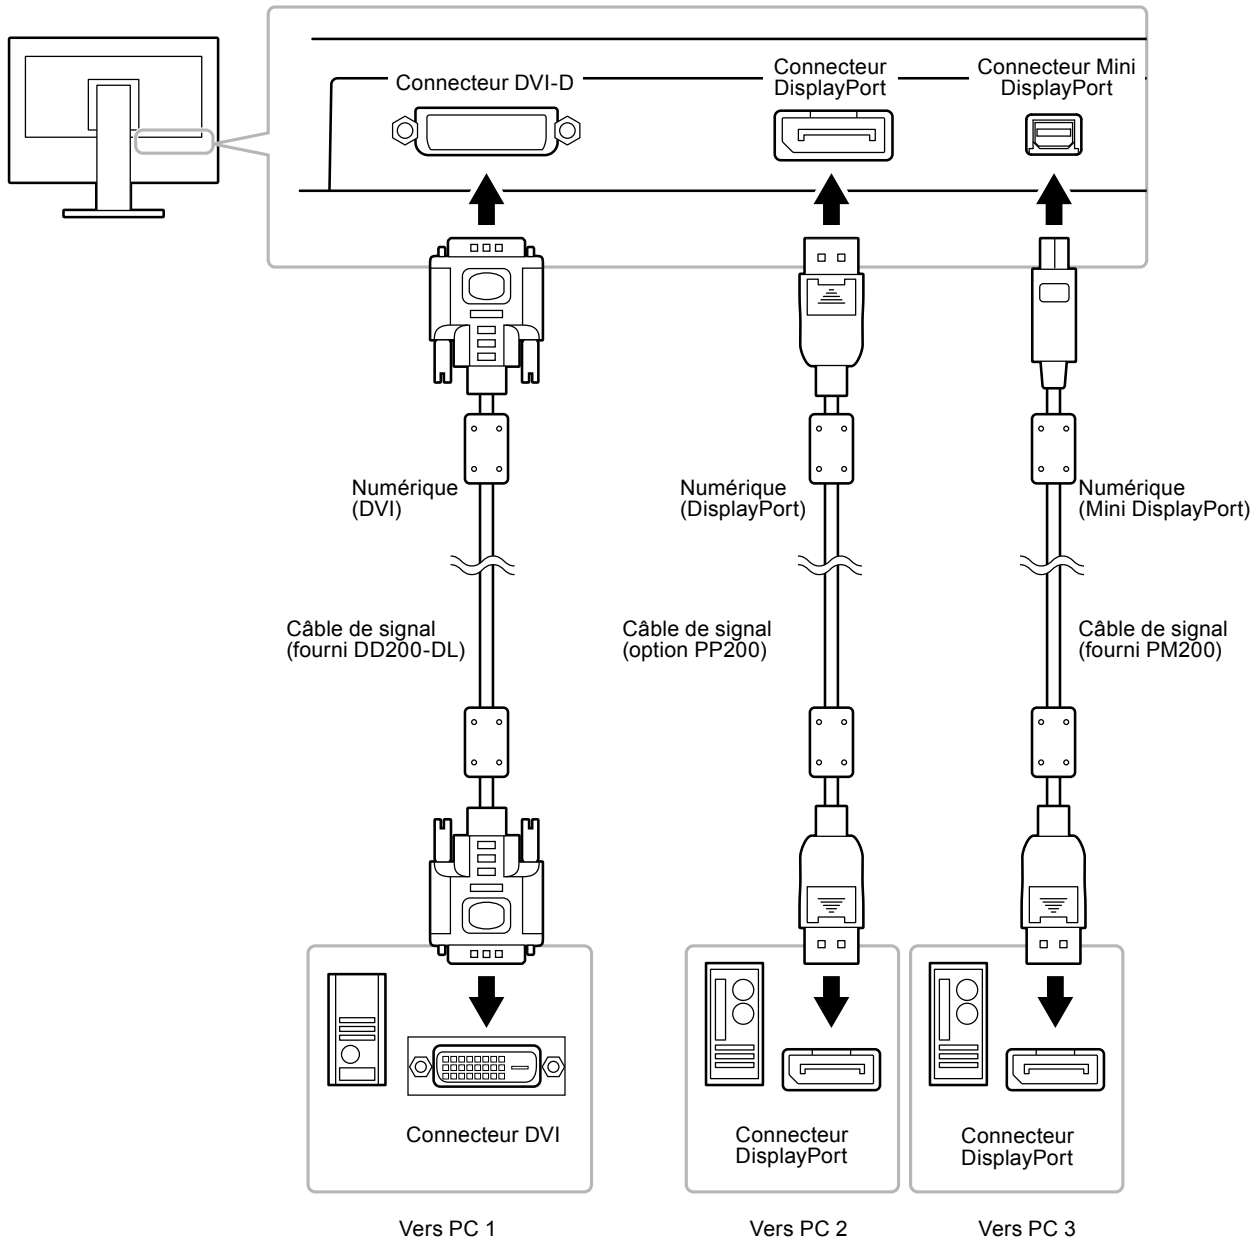 Connecteur DVI-D
Connecteur
DisplayPort
Connecteur Mini
DisplayPort
Numérique
(DVI)
Numérique
(DisplayPort)
Numérique
(Mini DisplayPort)
Câble de signal
(fourni DD200-DL)
Câble de signal
(option PP200)
Câble de signal
(fourni PM200)
Connecteur DVI
Connecteur
DisplayPort
Connecteur
DisplayPort
Vers PC 1
Vers PC 2
Vers PC 3